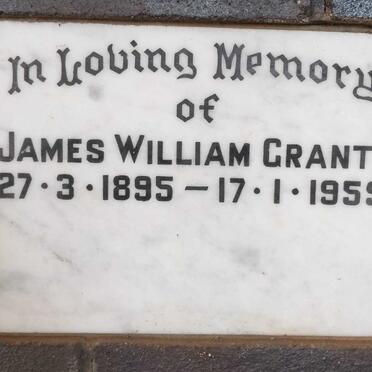 In Loving Memory
of
JAMES WILLIAM GRANT
27·3·1895 — 17·1·1959